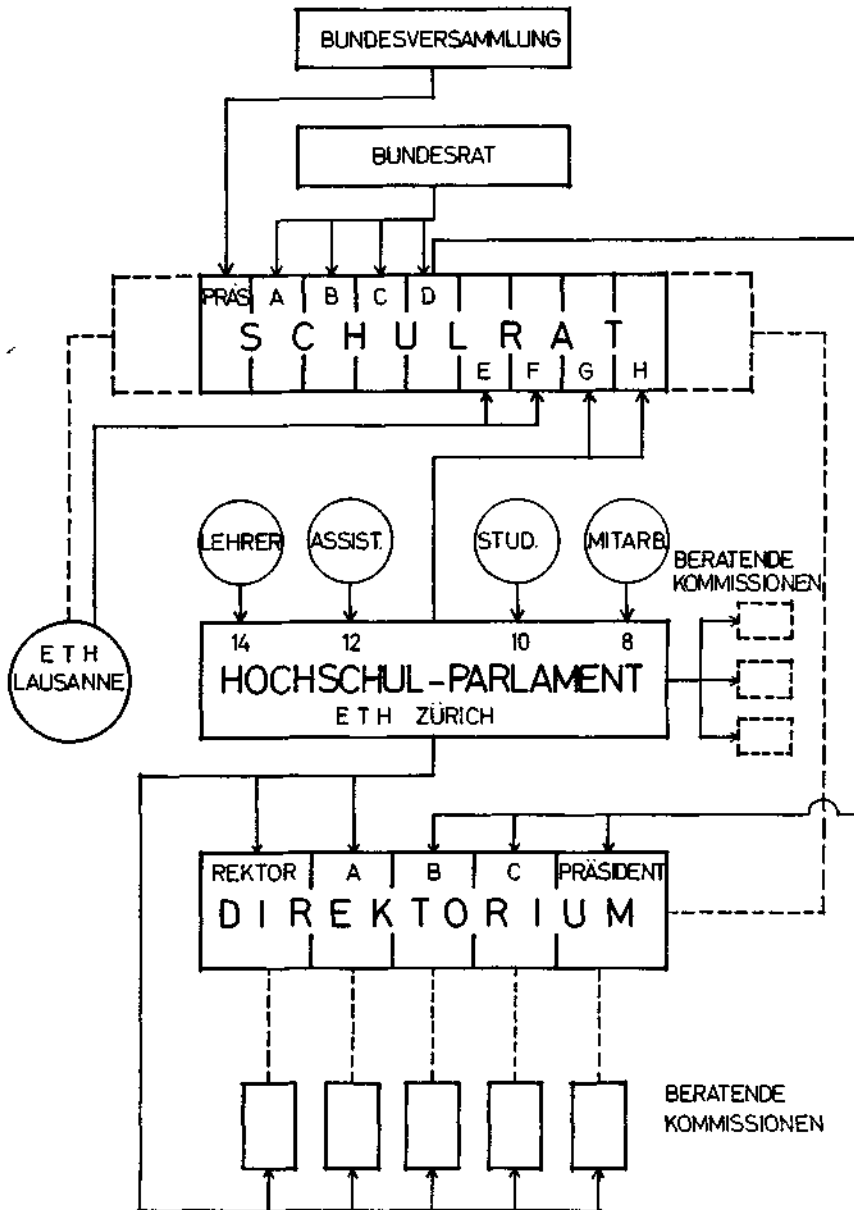 BUNDESVERSAMMLUNG
BUNDESRAT
PRÄS A B C D
SCHULRAT
E F G H
LEHRER ASSIST. STUD. MITARB.
BERATENDE
KOMMISSIONEN
ETH
LAUSANNE
14 12 10 8
HOCHSCHUL-PARLAMENT
ETH ZÜRICH
REKTOR A B C PRÄSIDENT
DIREKTORIUM
BERATENDE
KOMMISSIONEN